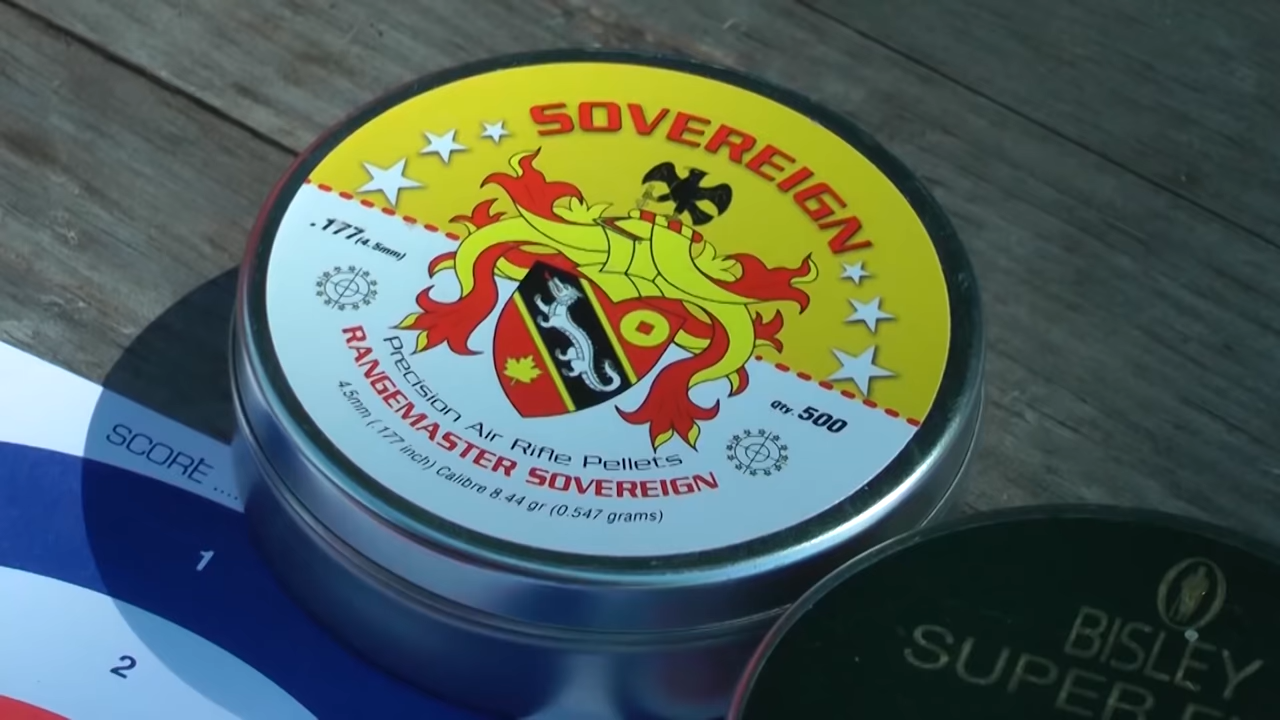 SOVEREIGN
.177 (4.5mm)
Qty. 500
Precision Air Rifle Pellets
RANGEMASTER SOVEREIGN
4.5mm (.177 inch) Calibre 8.44 gr (0.547 grams)
SCORE ....
1
2
BISLEY
SUPER